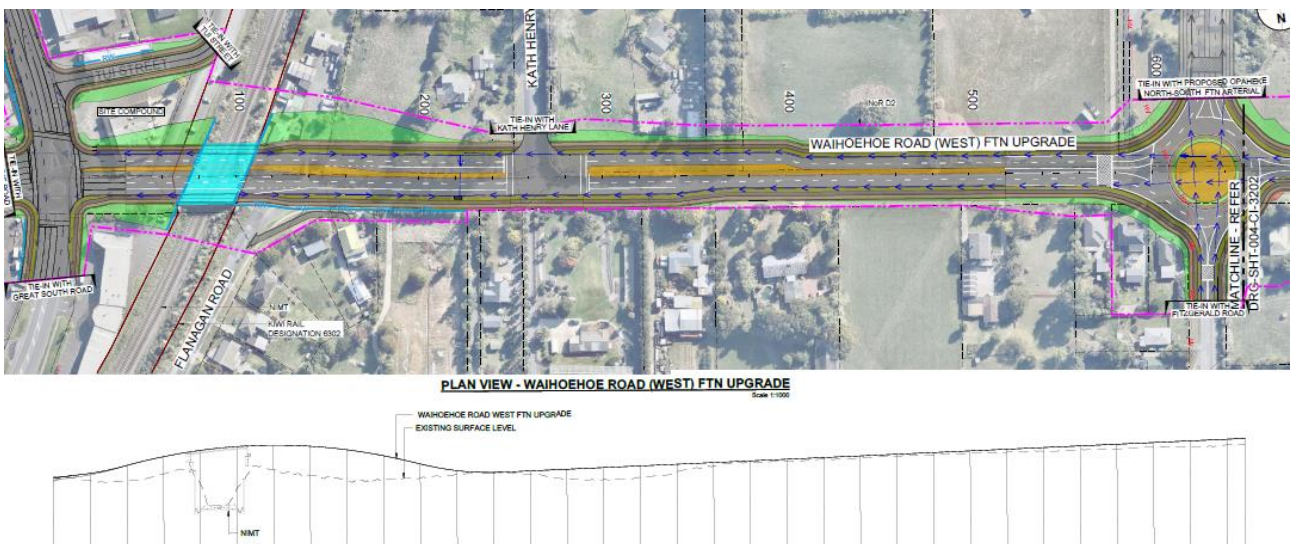 TIE-IN WITH
TUI STREET
TUI STREET
SITE COMPOUND
100
200
KATH HENRY
TIE-IN WITH
KATH HENRY LANE
300
400
NoR D2
500
600
TIE-IN WITH PROPOSED OPAHEKE
NORTH-SOUTH FTN ARTERIAL
N
WAIHOEHOE ROAD (WEST) FTN UPGRADE
TIE-IN WITH
TIE-IN WITH
GREAT SOUTH ROAD
FLANAGAN ROAD
NIMT
KIWI RAIL
DESIGNATION 6302
MATCHLINE - REFER
DRG-SHT-004-CI-3202
TIE-IN WITH
FITZGERALD ROAD
PLAN VIEW - WAIHOEHOE ROAD (WEST) FTN UPGRADE
Scale 1:1000
WAIHOEHOE ROAD WEST FTN UPGRADE
EXISTING SURFACE LEVEL
NIMT